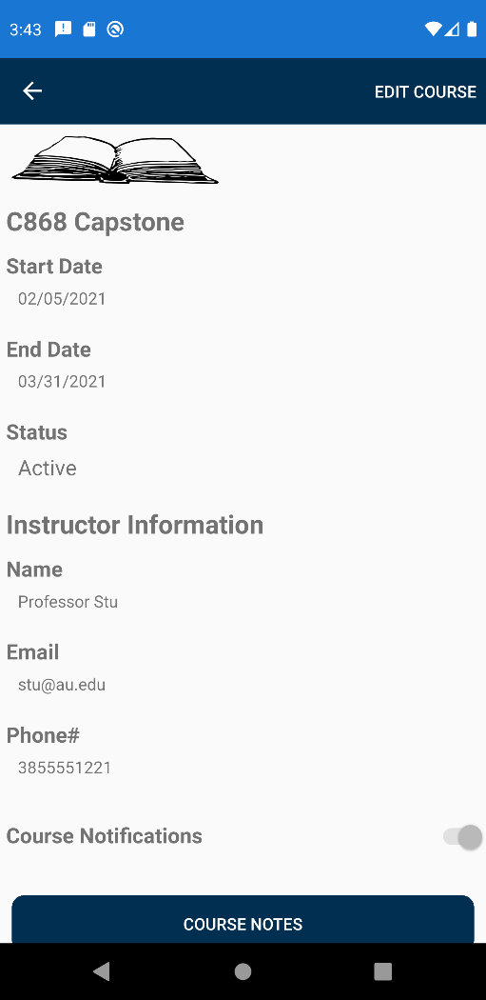 3:43
EDIT COURSE
C868 Capstone
Start Date
02/05/2021
End Date
03/31/2021
Status
Active
Instructor Information
Name
Professor Stu
Email
stu@au.edu
Phone#
3855551221
Course Notifications
COURSE NOTES